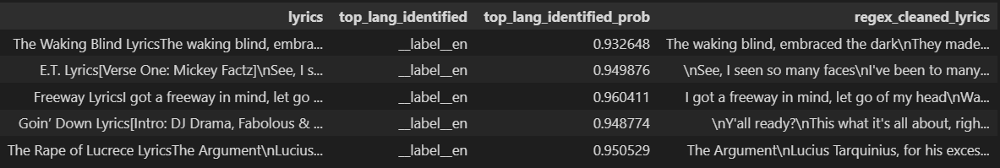 lyrics top_lang_identified top_lang_identified_prob regex_cleaned_lyrics
The Waking Blind LyricsThe waking blind, embra... __label__en 0.932648 The waking blind, embraced the dark\nThey made...
E.T. Lyrics[Verse One: Mickey Factz]\nSee, I s... __label__en 0.949876 \nSee, I seen so many faces\nI've been to many...
Freeway LyricsI got a freeway in mind, let go ... __label__en 0.960411 I got a freeway in mind, let go of my head\nWa...
Goin’ Down Lyrics[Intro: DJ Drama, Fabolous & ... __label__en 0.948774 \nY'all ready?\nThis what it's all about, righ...
The Rape of Lucrece LyricsThe Argument\nLucius... __label__en 0.950529 The Argument\nLucius Tarquinius, for his exces...